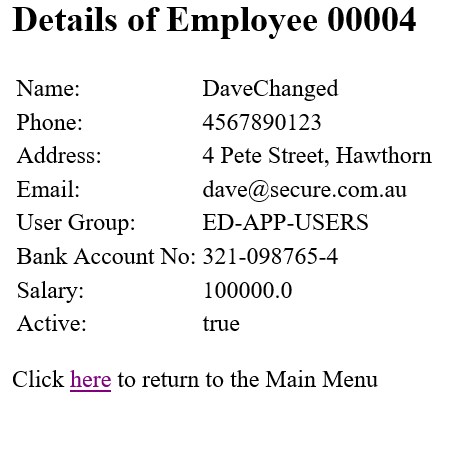 Details of Employee 00004
Name: DaveChanged
Phone: 4567890123
Address: 4 Pete Street, Hawthorn
Email: dave@secure.com.au
User Group: ED-APP-USERS
Bank Account No: 321-098765-4
Salary: 100000.0
Active: true
Click here to return to the Main Menu